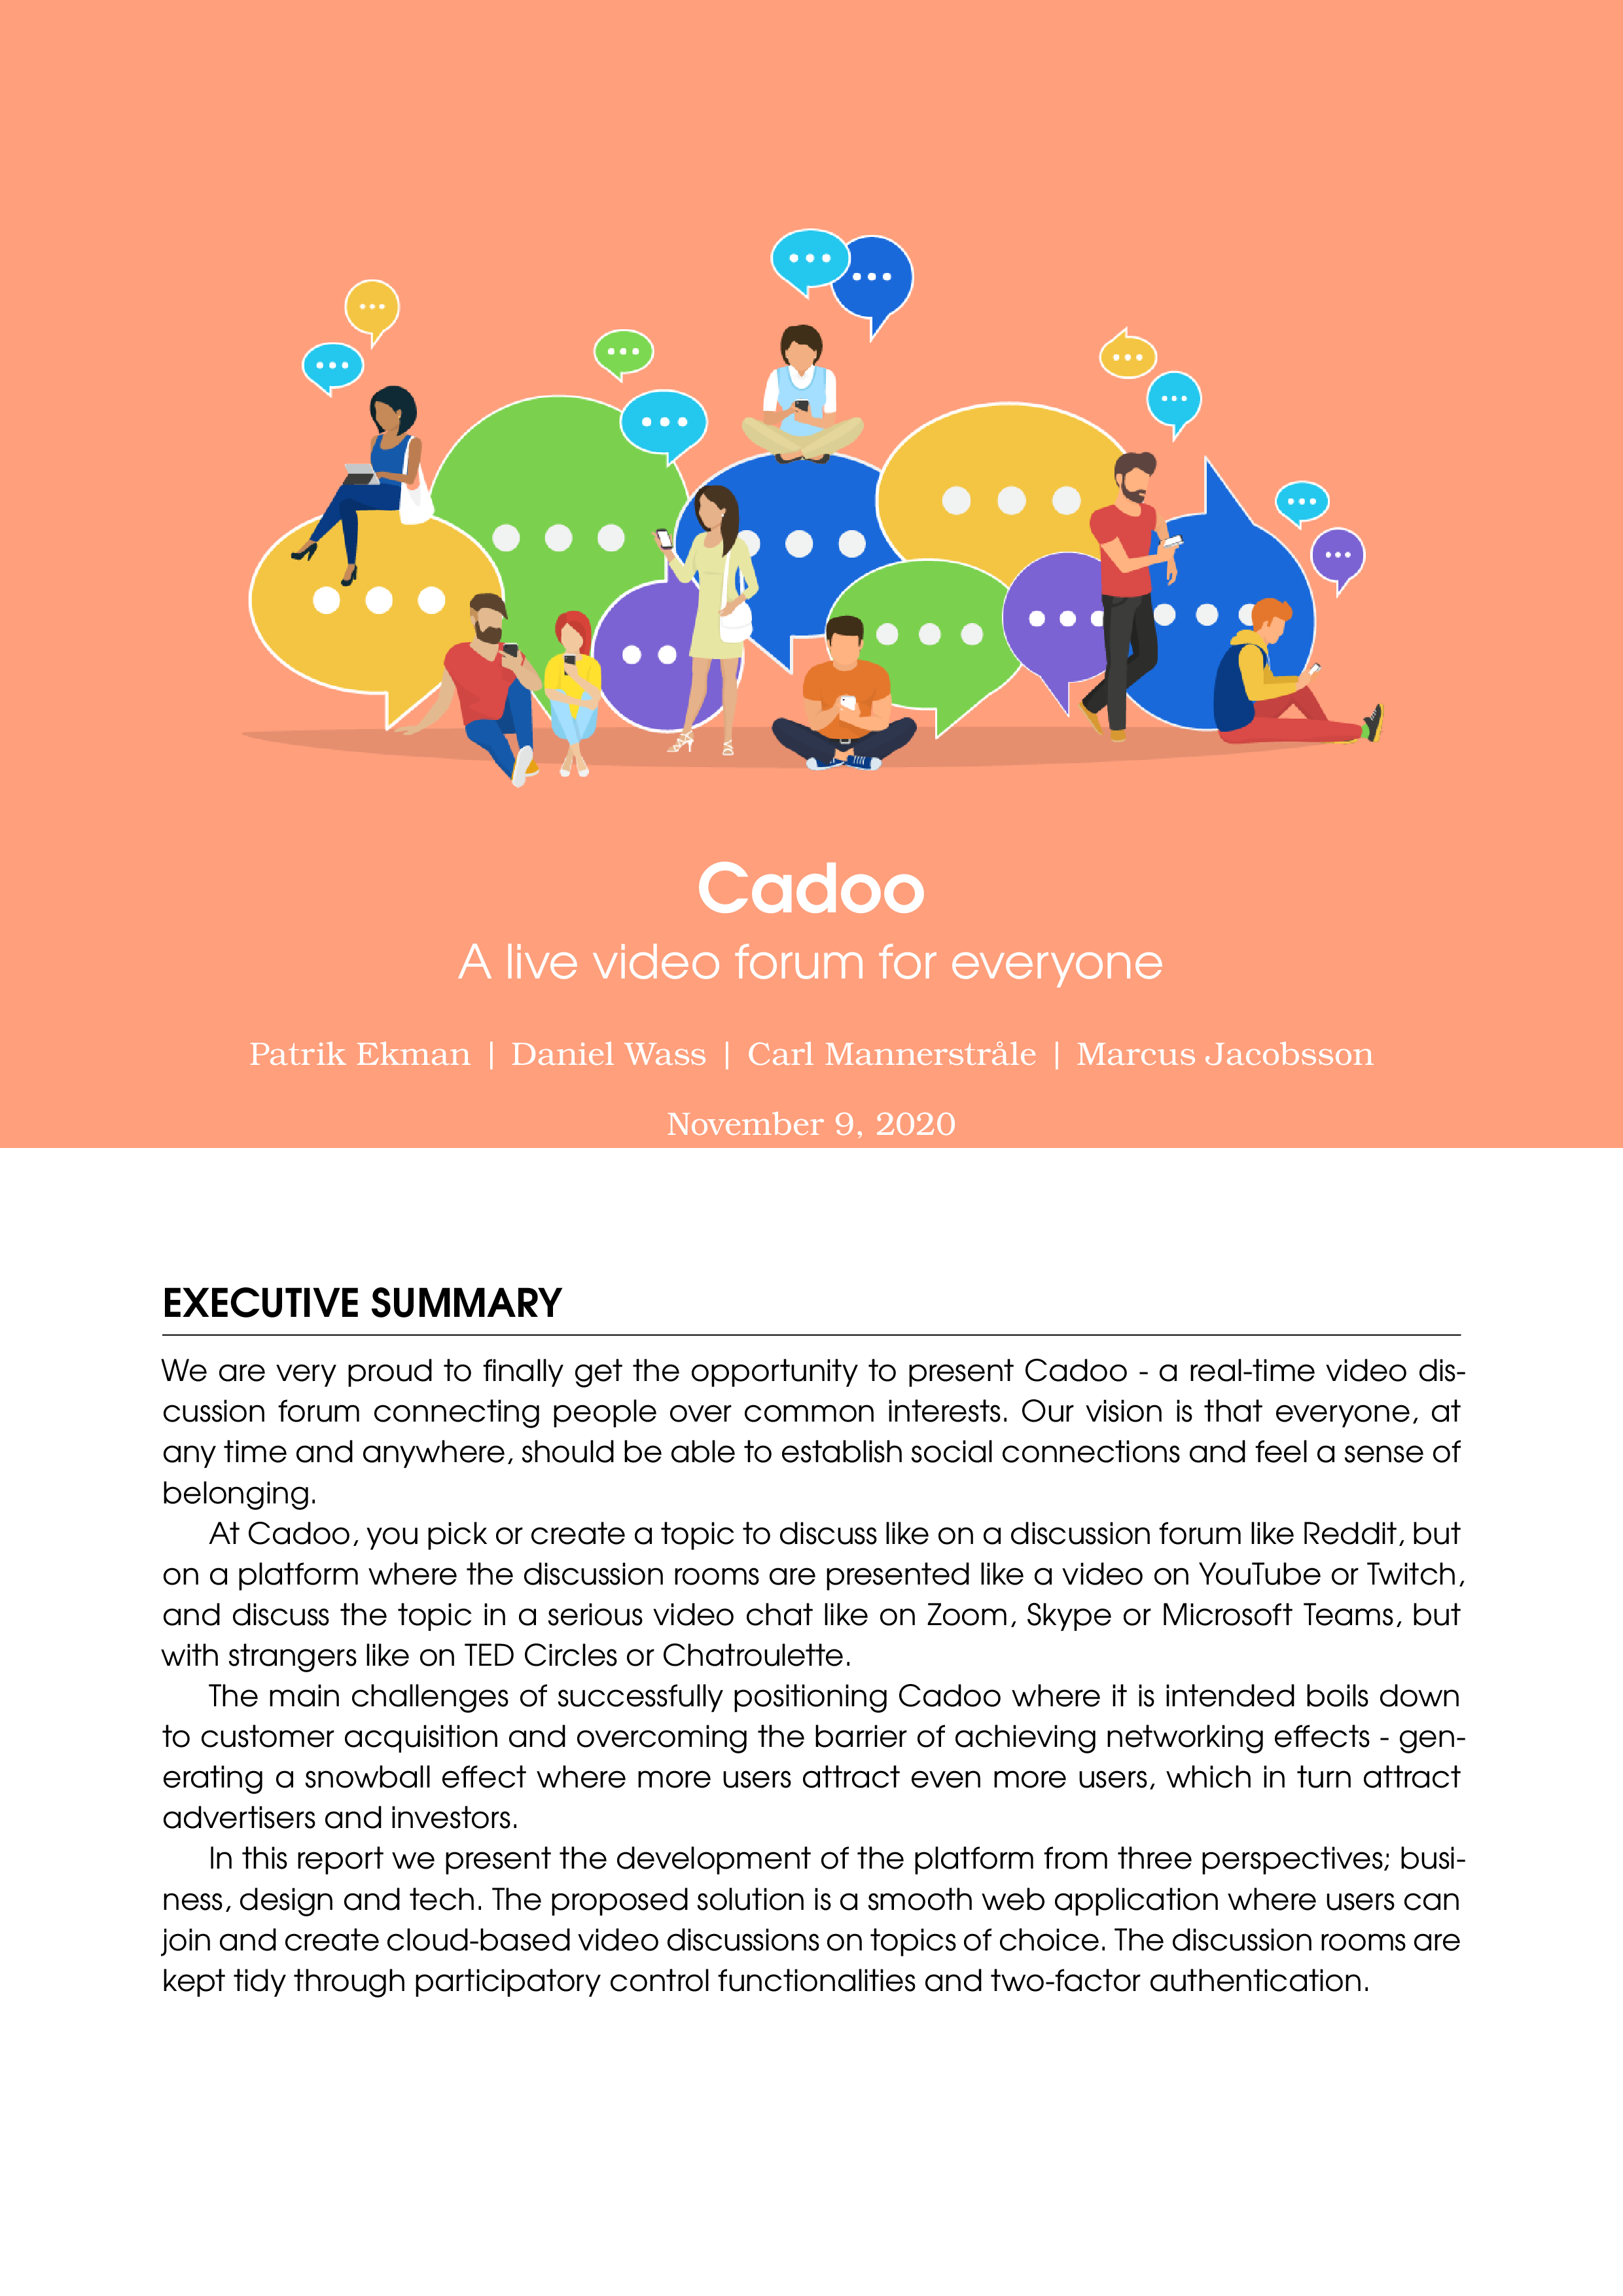 Cadoo
A live video forum for everyone
Patrik Ekman | Daniel Wass | Carl Mannerstråle | Marcus Jacobsson
November 9, 2020
EXECUTIVE SUMMARY
We are very proud to finally get the opportunity to present Cadoo - a real-time video dis-
cussion forum connecting people over common interests. Our vision is that everyone, at
any time and anywhere, should be able to establish social connections and feel a sense of
belonging.
At Cadoo, you pick or create a topic to discuss like on a discussion forum like Reddit, but
on a platform where the discussion rooms are presented like a video on YouTube or Twitch,
and discuss the topic in a serious video chat like on Zoom, Skype or Microsoft Teams, but
with strangers like on TED Circles or Chatroulette.
The main challenges of successfully positioning Cadoo where it is intended boils down
to customer acquisition and overcoming the barrier of achieving networking effects - gen-
erating a snowball effect where more users attract even more users, which in turn attract
advertisers and investors.
In this report we present the development of the platform from three perspectives; busi-
ness, design and tech. The proposed solution is a smooth web application where users can
join and create cloud-based video discussions on topics of choice. The discussion rooms are
kept tidy through participatory control functionalities and two-factor authentication.